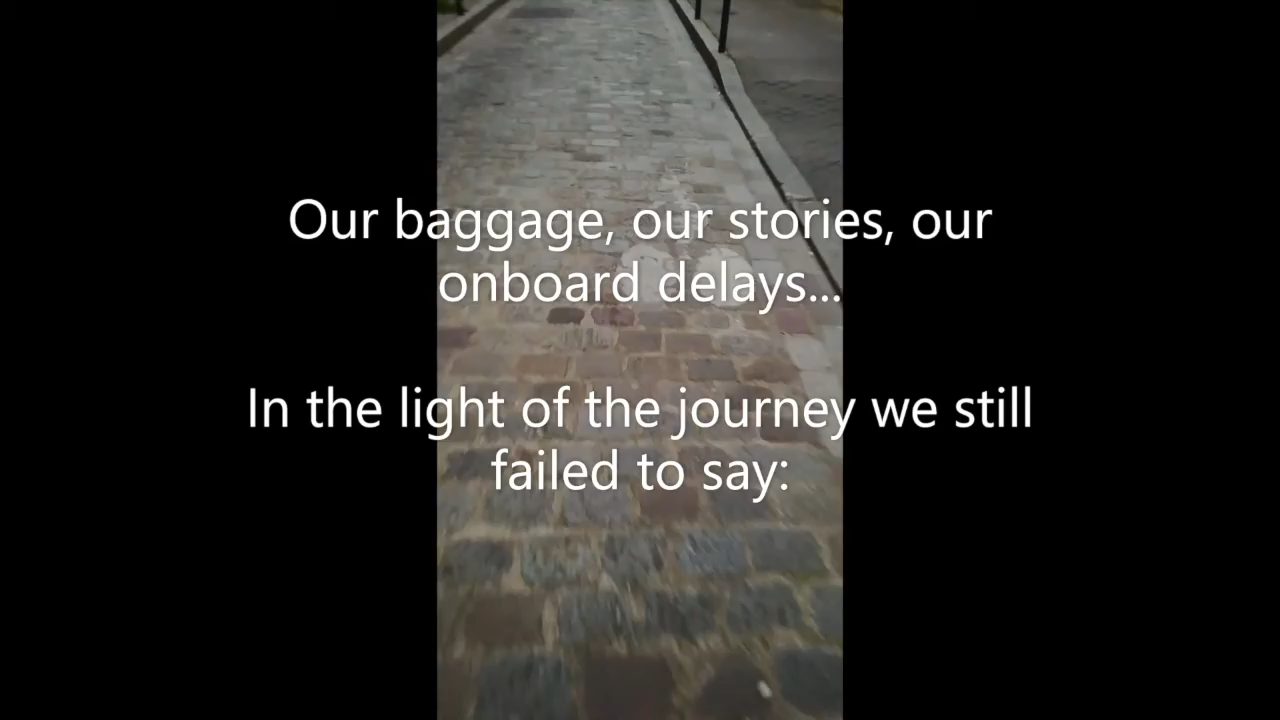 Our baggage, our stories, our
onboard delays...
In the light of the journey we still
failed to say: